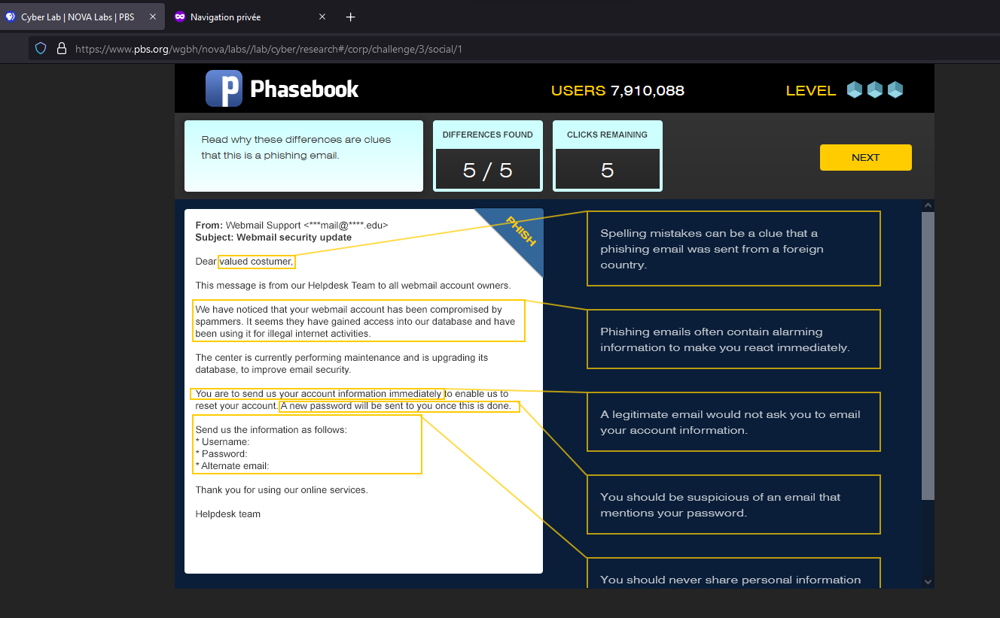 Cyber Lab | NOVA Labs | PBS
Navigation privée
https://www.pbs.org/wgbh/nova/labs//lab/cyber/research#/corp/challenge/3/social/1
p Phasebook
USERS 7,910,088
LEVEL
Read why these differences are clues
that this is a phishing email.
DIFFERENCES FOUND
5 / 5
CLICKS REMAINING
5
NEXT
From: Webmail Support <***mail@****.edu>
Subject: Webmail security update
PHISH
Dear valued costumer,
This message is from our Helpdesk Team to all webmail account owners.
We have noticed that your webmail account has been compromised by
spammers. It seems they have gained access into our database and have
been using it for illegal internet activities.
The center is currently performing maintenance and is upgrading its
database, to improve email security.
You are to send us your account information immediately to enable us to
reset your account. A new password will be sent to you once this is done.
Send us the information as follows:
* Username:
* Password:
* Alternate email:
Thank you for using our online services.
Helpdesk team
Spelling mistakes can be a clue that a
phishing email was sent from a foreign
country.
Phishing emails often contain alarming
information to make you react immediately.
A legitimate email would not ask you to email
your account information.
You should be suspicious of an email that
mentions your password.
You should never share personal information